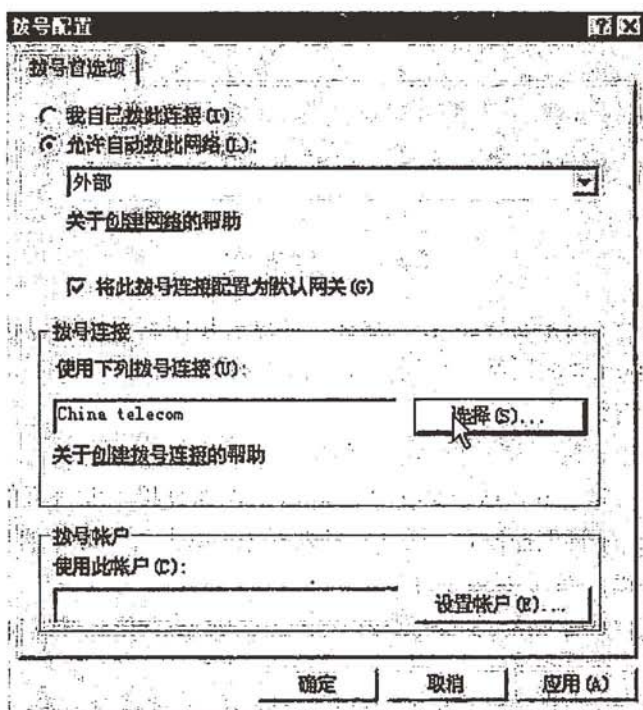 拨号配置
拨号首选项
我自已拨此连接(I)
允许自动拨此网络(L):
外部
关于创建网络的帮助
将此拨号连接配置为默认网关(G)
拨号连接
使用下列拨号连接(U):
China telecom
选择(S)...
关于创建拨号连接的帮助
拨号帐户
使用此帐户(C):
设置帐户(E)...
确定
取消
应用(A)